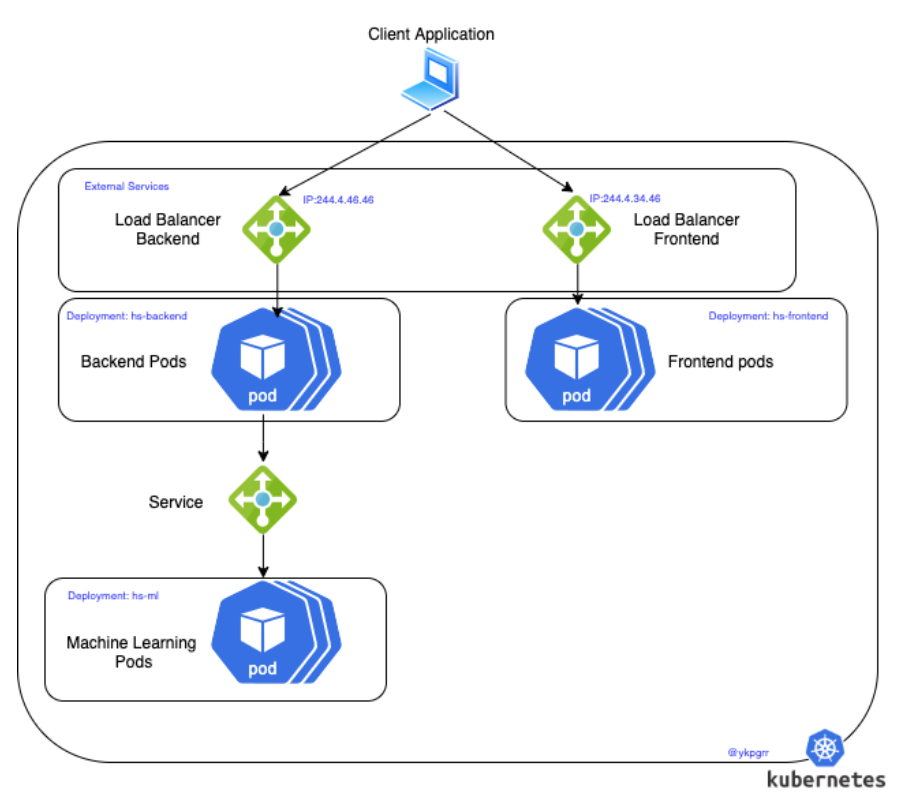 Client Application
External Services
IP:244.4.46.46
IP:244.4.34.46
Load Balancer
Backend
Load Balancer
Frontend
Deployment: hs-backend
Deployment: hs-frontend
Backend Pods
pod
pod
Frontend pods
Service
Deployment: hs-ml
Machine Learning
Pods
pod
@ykpgrr
kubernetes